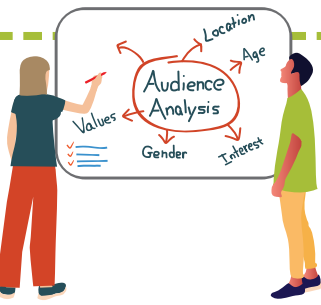 Location
Age
Audience
Analysis
Values
Gender
Interest